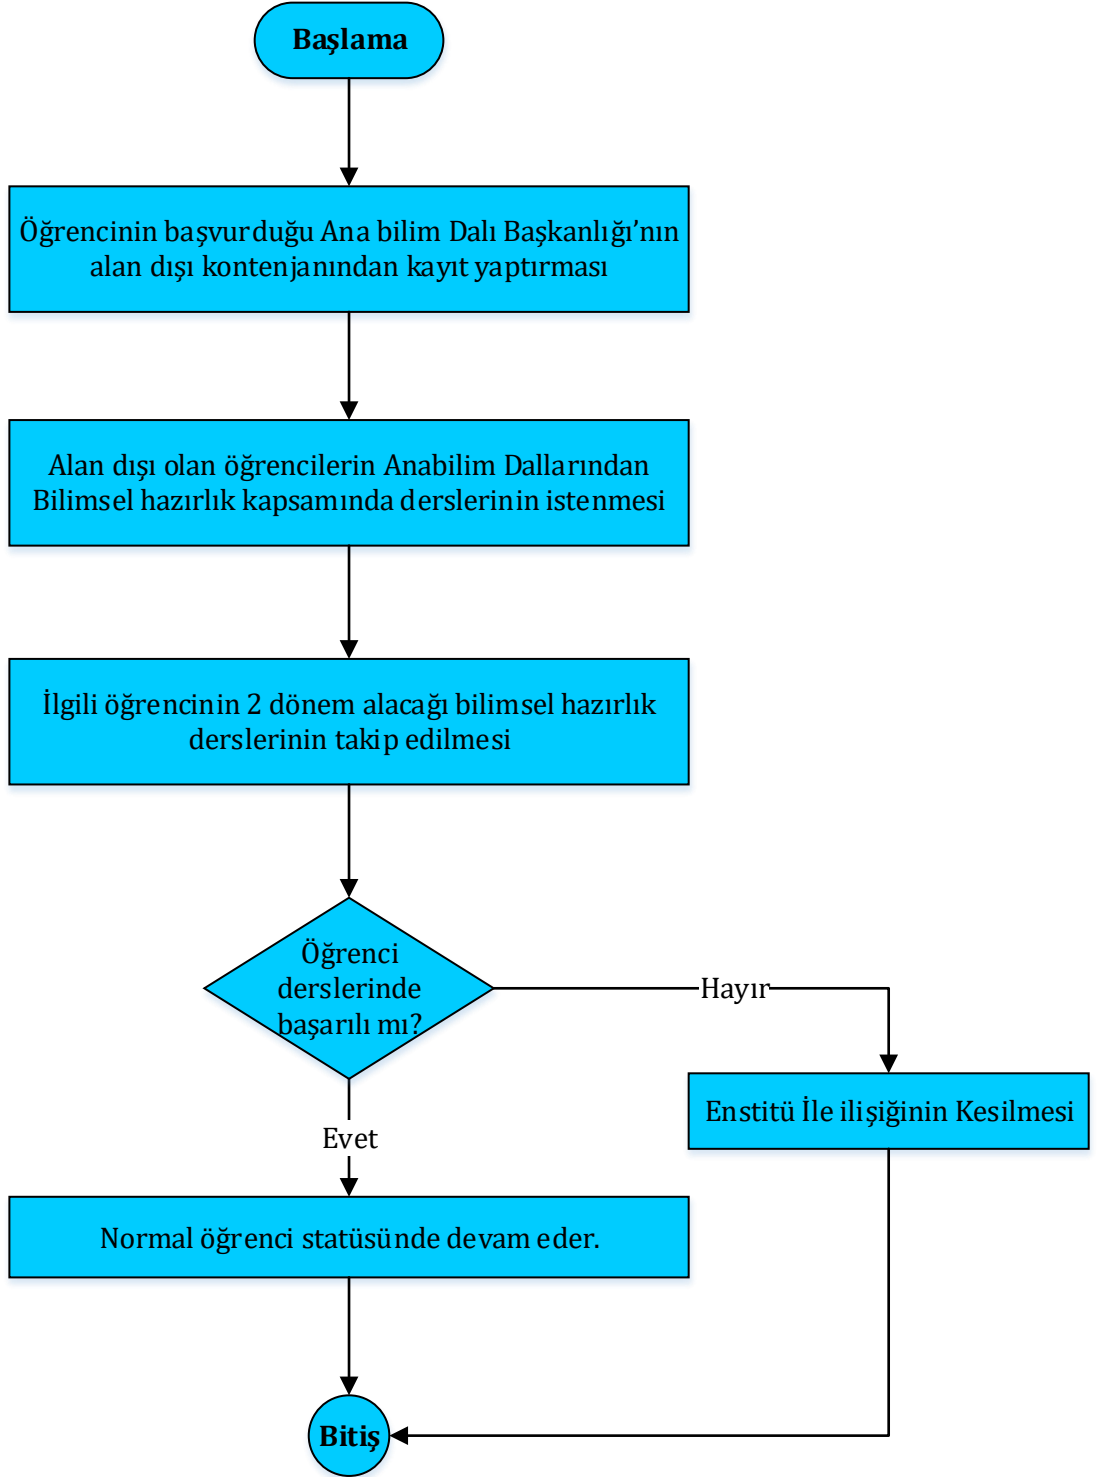 Başlama
Öğrencinin başvurduğu Ana bilim Dalı Başkanlığı’nın
alan dışı kontenjanından kayıt yaptırması
Alan dışı olan öğrencilerin Anabilim Dallarından
Bilimsel hazırlık kapsamında derslerinin istenmesi
İlgili öğrencinin 2 dönem alacağı bilimsel hazırlık
derslerinin takip edilmesi
Öğrenci
derslerinde
başarılı mı?
Hayır
Enstitü İle ilişiğinin Kesilmesi
Evet
Normal öğrenci statüsünde devam eder.
Bitiş